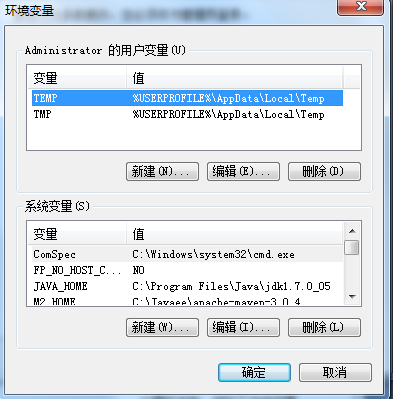 环境变量
Administrator 的用户变量(U)
变量 值
TEMP %USERPROFILE%\AppData\Local\Temp
TMP %USERPROFILE%\AppData\Local\Temp
新建(N)... 编辑(E)... 删除(D)
系统变量(S)
变量 值
ComSpec C:\Windows\system32\cmd.exe
FP_NO_HOST_C... NO
JAVA_HOME C:\Program Files\Java\jdk1.7.0_05
M2_HOME C:\Javaee\apache-maven-3.0.4
新建(W)... 编辑(I)... 删除(L)
确定 取消